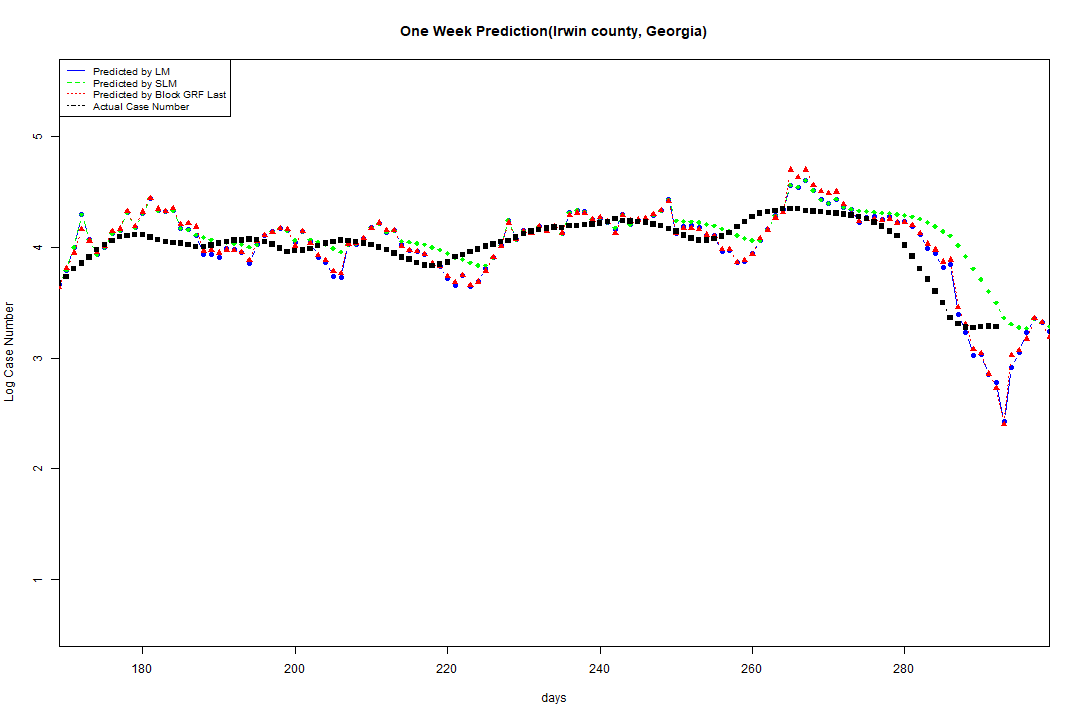 One Week Prediction(Irwin county, Georgia)
Predicted by LM
Predicted by SLM
Predicted by Block GRF Last
Actual Case Number
5
4
3
2
1
Log Case Number
180 200 220 240 260 280
days